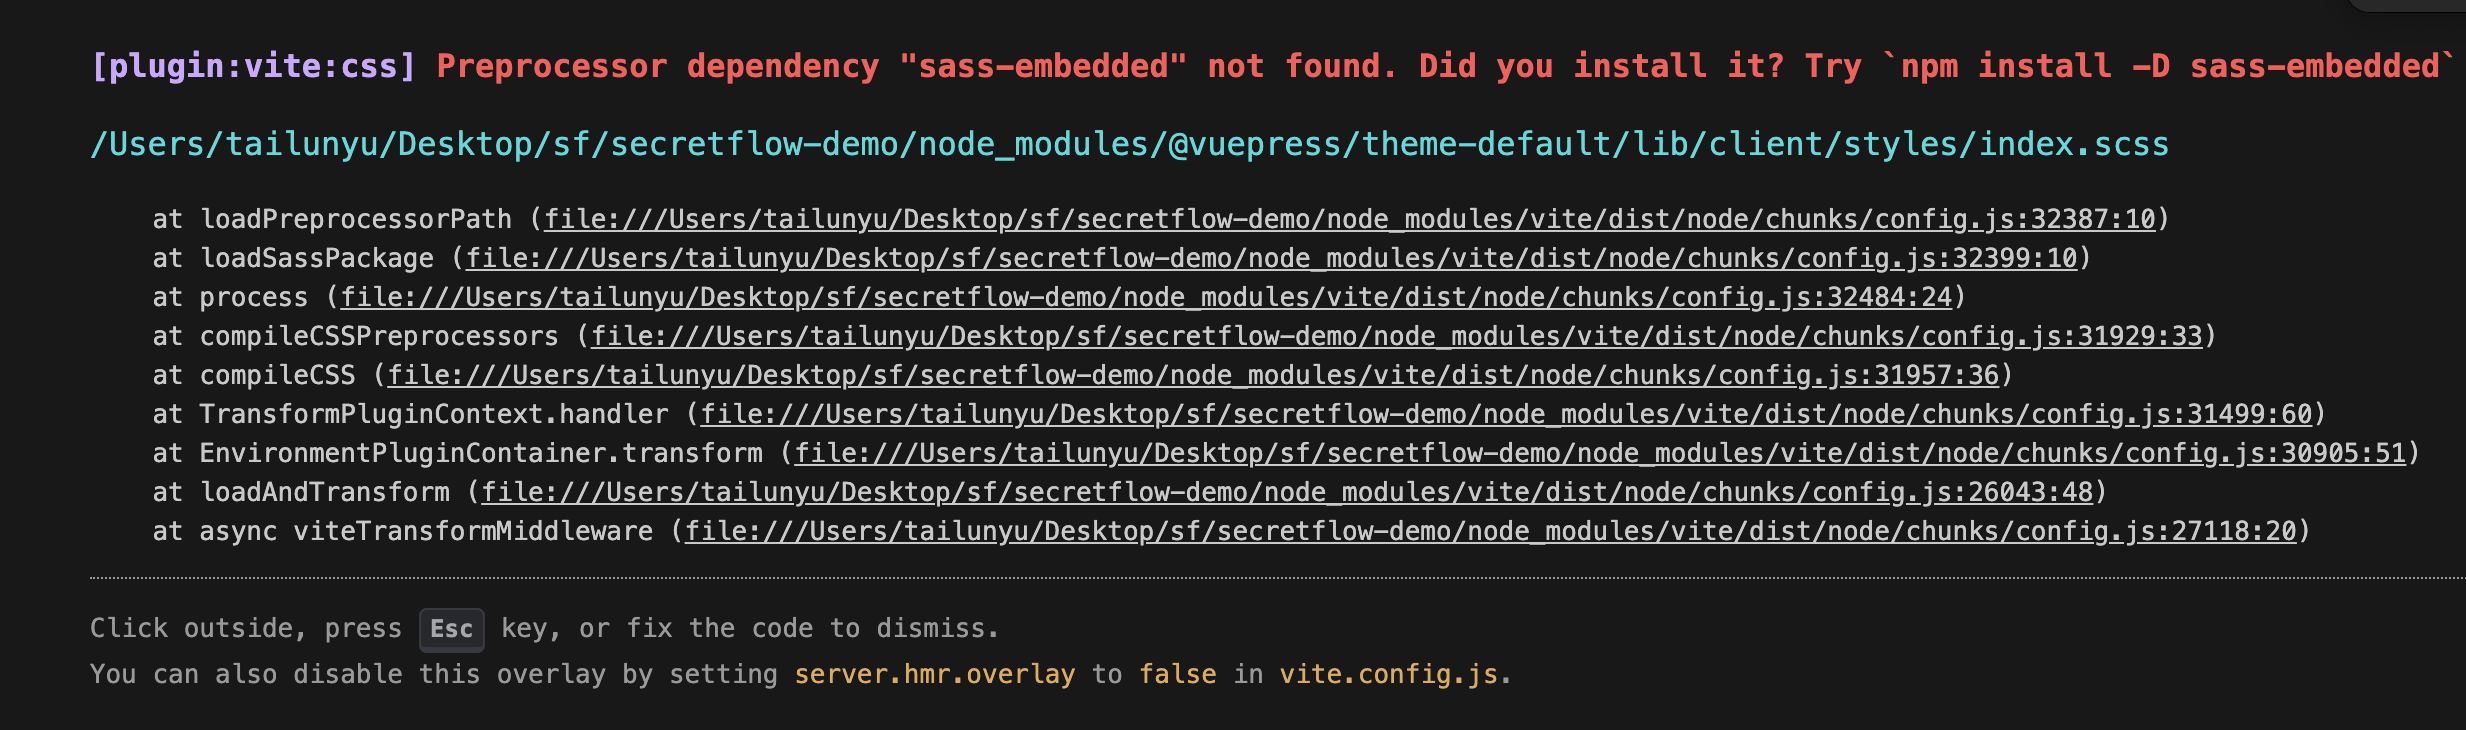 [plugin:vite:css] Preprocessor dependency "sass-embedded" not found. Did you install it? Try `npm install -D sass-embedded`
/Users/tailunyu/Desktop/sf/secretflow-demo/node_modules/@vuepress/theme-default/lib/client/styles/index.scss
at loadPreprocessorPath (file:///Users/tailunyu/Desktop/sf/secretflow-demo/node_modules/vite/dist/node/chunks/config.js:32387:10)
at loadSassPackage (file:///Users/tailunyu/Desktop/sf/secretflow-demo/node_modules/vite/dist/node/chunks/config.js:32399:10)
at process (file:///Users/tailunyu/Desktop/sf/secretflow-demo/node_modules/vite/dist/node/chunks/config.js:32484:24)
at compileCSSPreprocessors (file:///Users/tailunyu/Desktop/sf/secretflow-demo/node_modules/vite/dist/node/chunks/config.js:31929:33)
at compileCSS (file:///Users/tailunyu/Desktop/sf/secretflow-demo/node_modules/vite/dist/node/chunks/config.js:31957:36)
at TransformPluginContext.handler (file:///Users/tailunyu/Desktop/sf/secretflow-demo/node_modules/vite/dist/node/chunks/config.js:31499:60)
at EnvironmentPluginContainer.transform (file:///Users/tailunyu/Desktop/sf/secretflow-demo/node_modules/vite/dist/node/chunks/config.js:30905:51)
at loadAndTransform (file:///Users/tailunyu/Desktop/sf/secretflow-demo/node_modules/vite/dist/node/chunks/config.js:26043:48)
at async viteTransformMiddleware (file:///Users/tailunyu/Desktop/sf/secretflow-demo/node_modules/vite/dist/node/chunks/config.js:27118:20)
Click outside, press Esc key, or fix the code to dismiss.
You can also disable this overlay by setting server.hmr.overlay to false in vite.config.js.